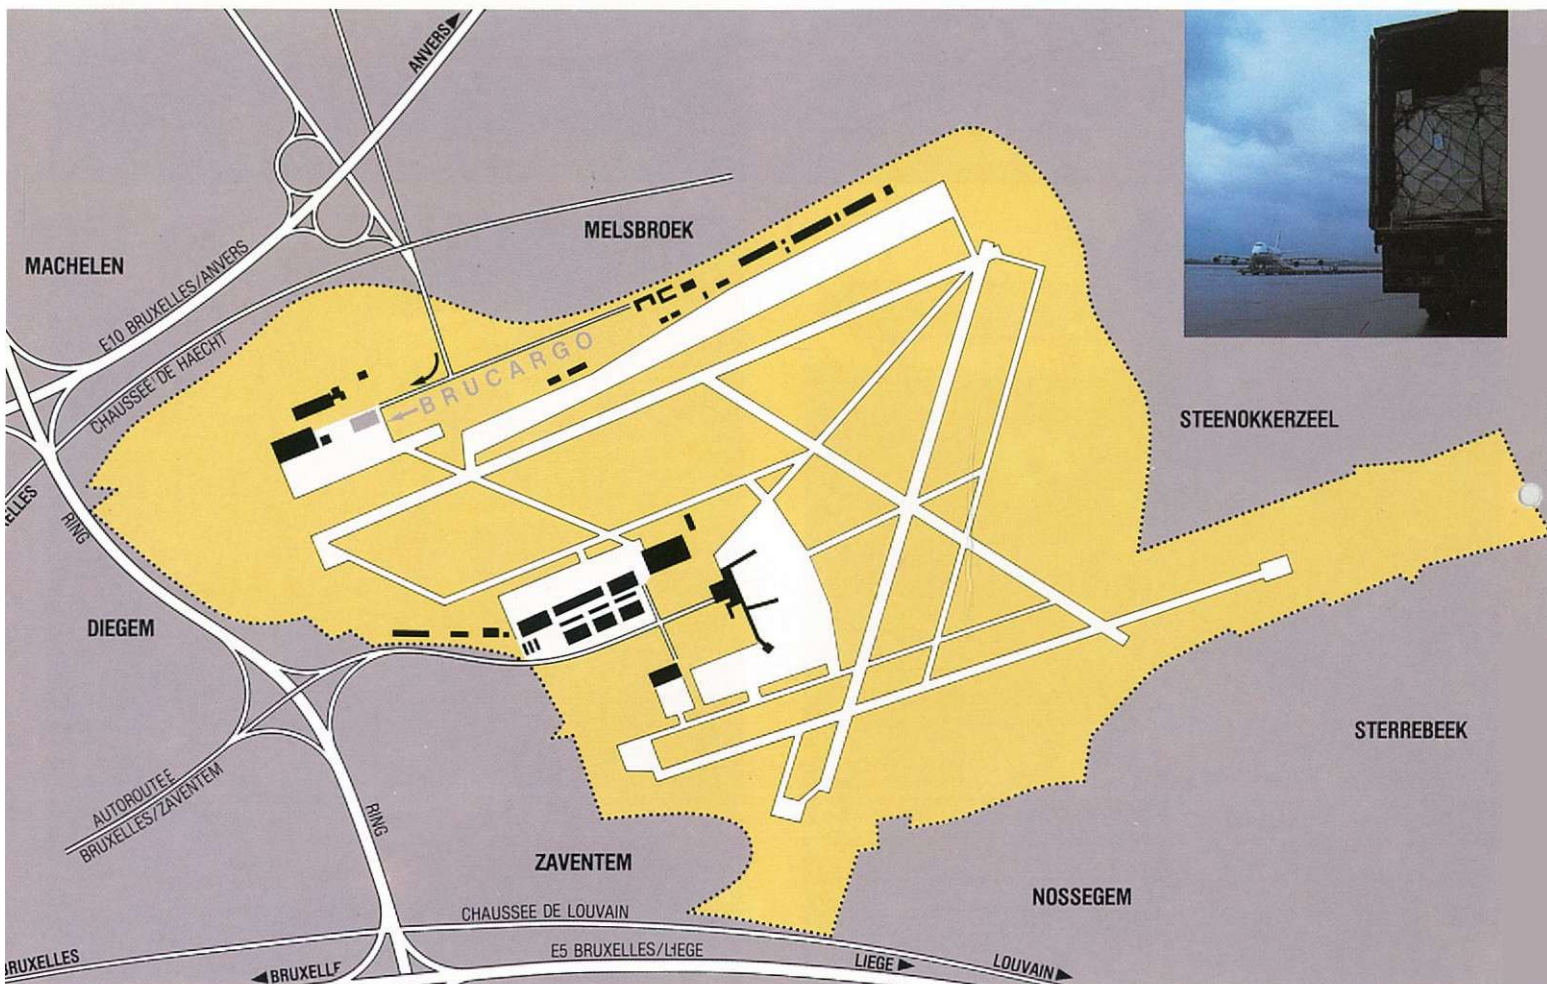 ANVERS
MELSBROEK
MACHELEN
E10 BRUXELLES/ANVERS
CHAUSSEE DE HAECHT
BRUCARGO
STEENOKKERZEEL
RING
DIEGEM
STERREBEEK
AUTOROUTE
BRUXELLES/ZAVENTEM
RING
ZAVENTEM
NOSSEGEM
CHAUSSEE DE LOUVAIN
E5 BRUXELLES/LIEGE
BRUXELLES
LIEGE
LOUVAIN